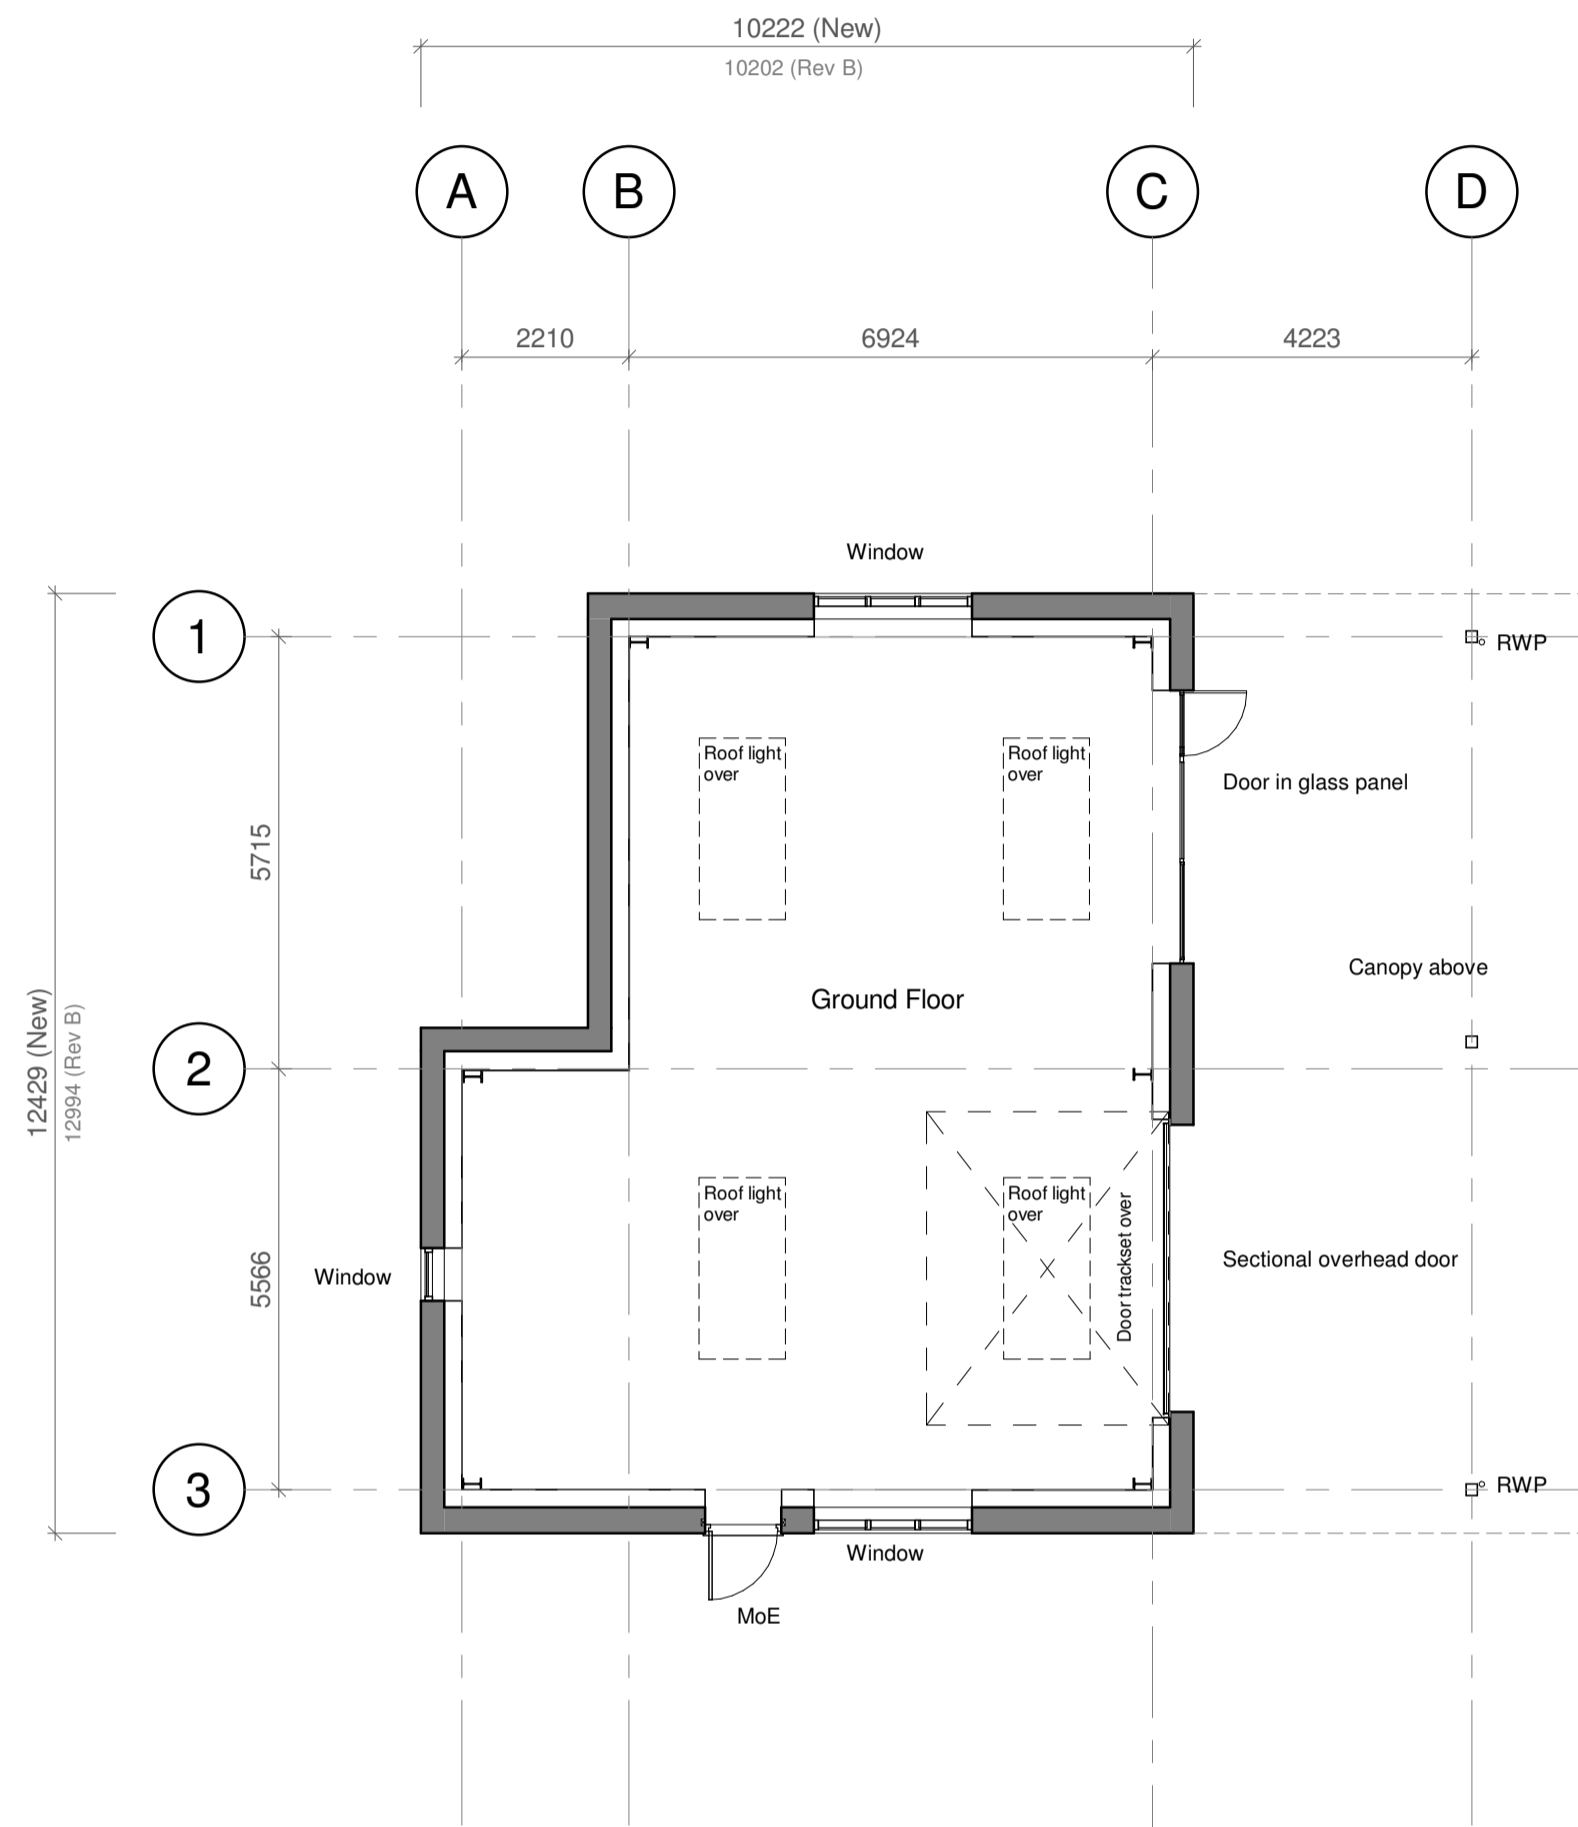 10222 (New)
10202 (Rev B)
A
B
C
D
2210
6924
4223
Window
1
RWP
Roof light
over
Roof light
over
Door in glass panel
5715
Canopy above
Ground Floor
12429 (New)
12994 (Rev B)
2
Roof light
over
Roof light
over
Door trackset over
Sectional overhead door
Window
5566
3
RWP
Window
MoE